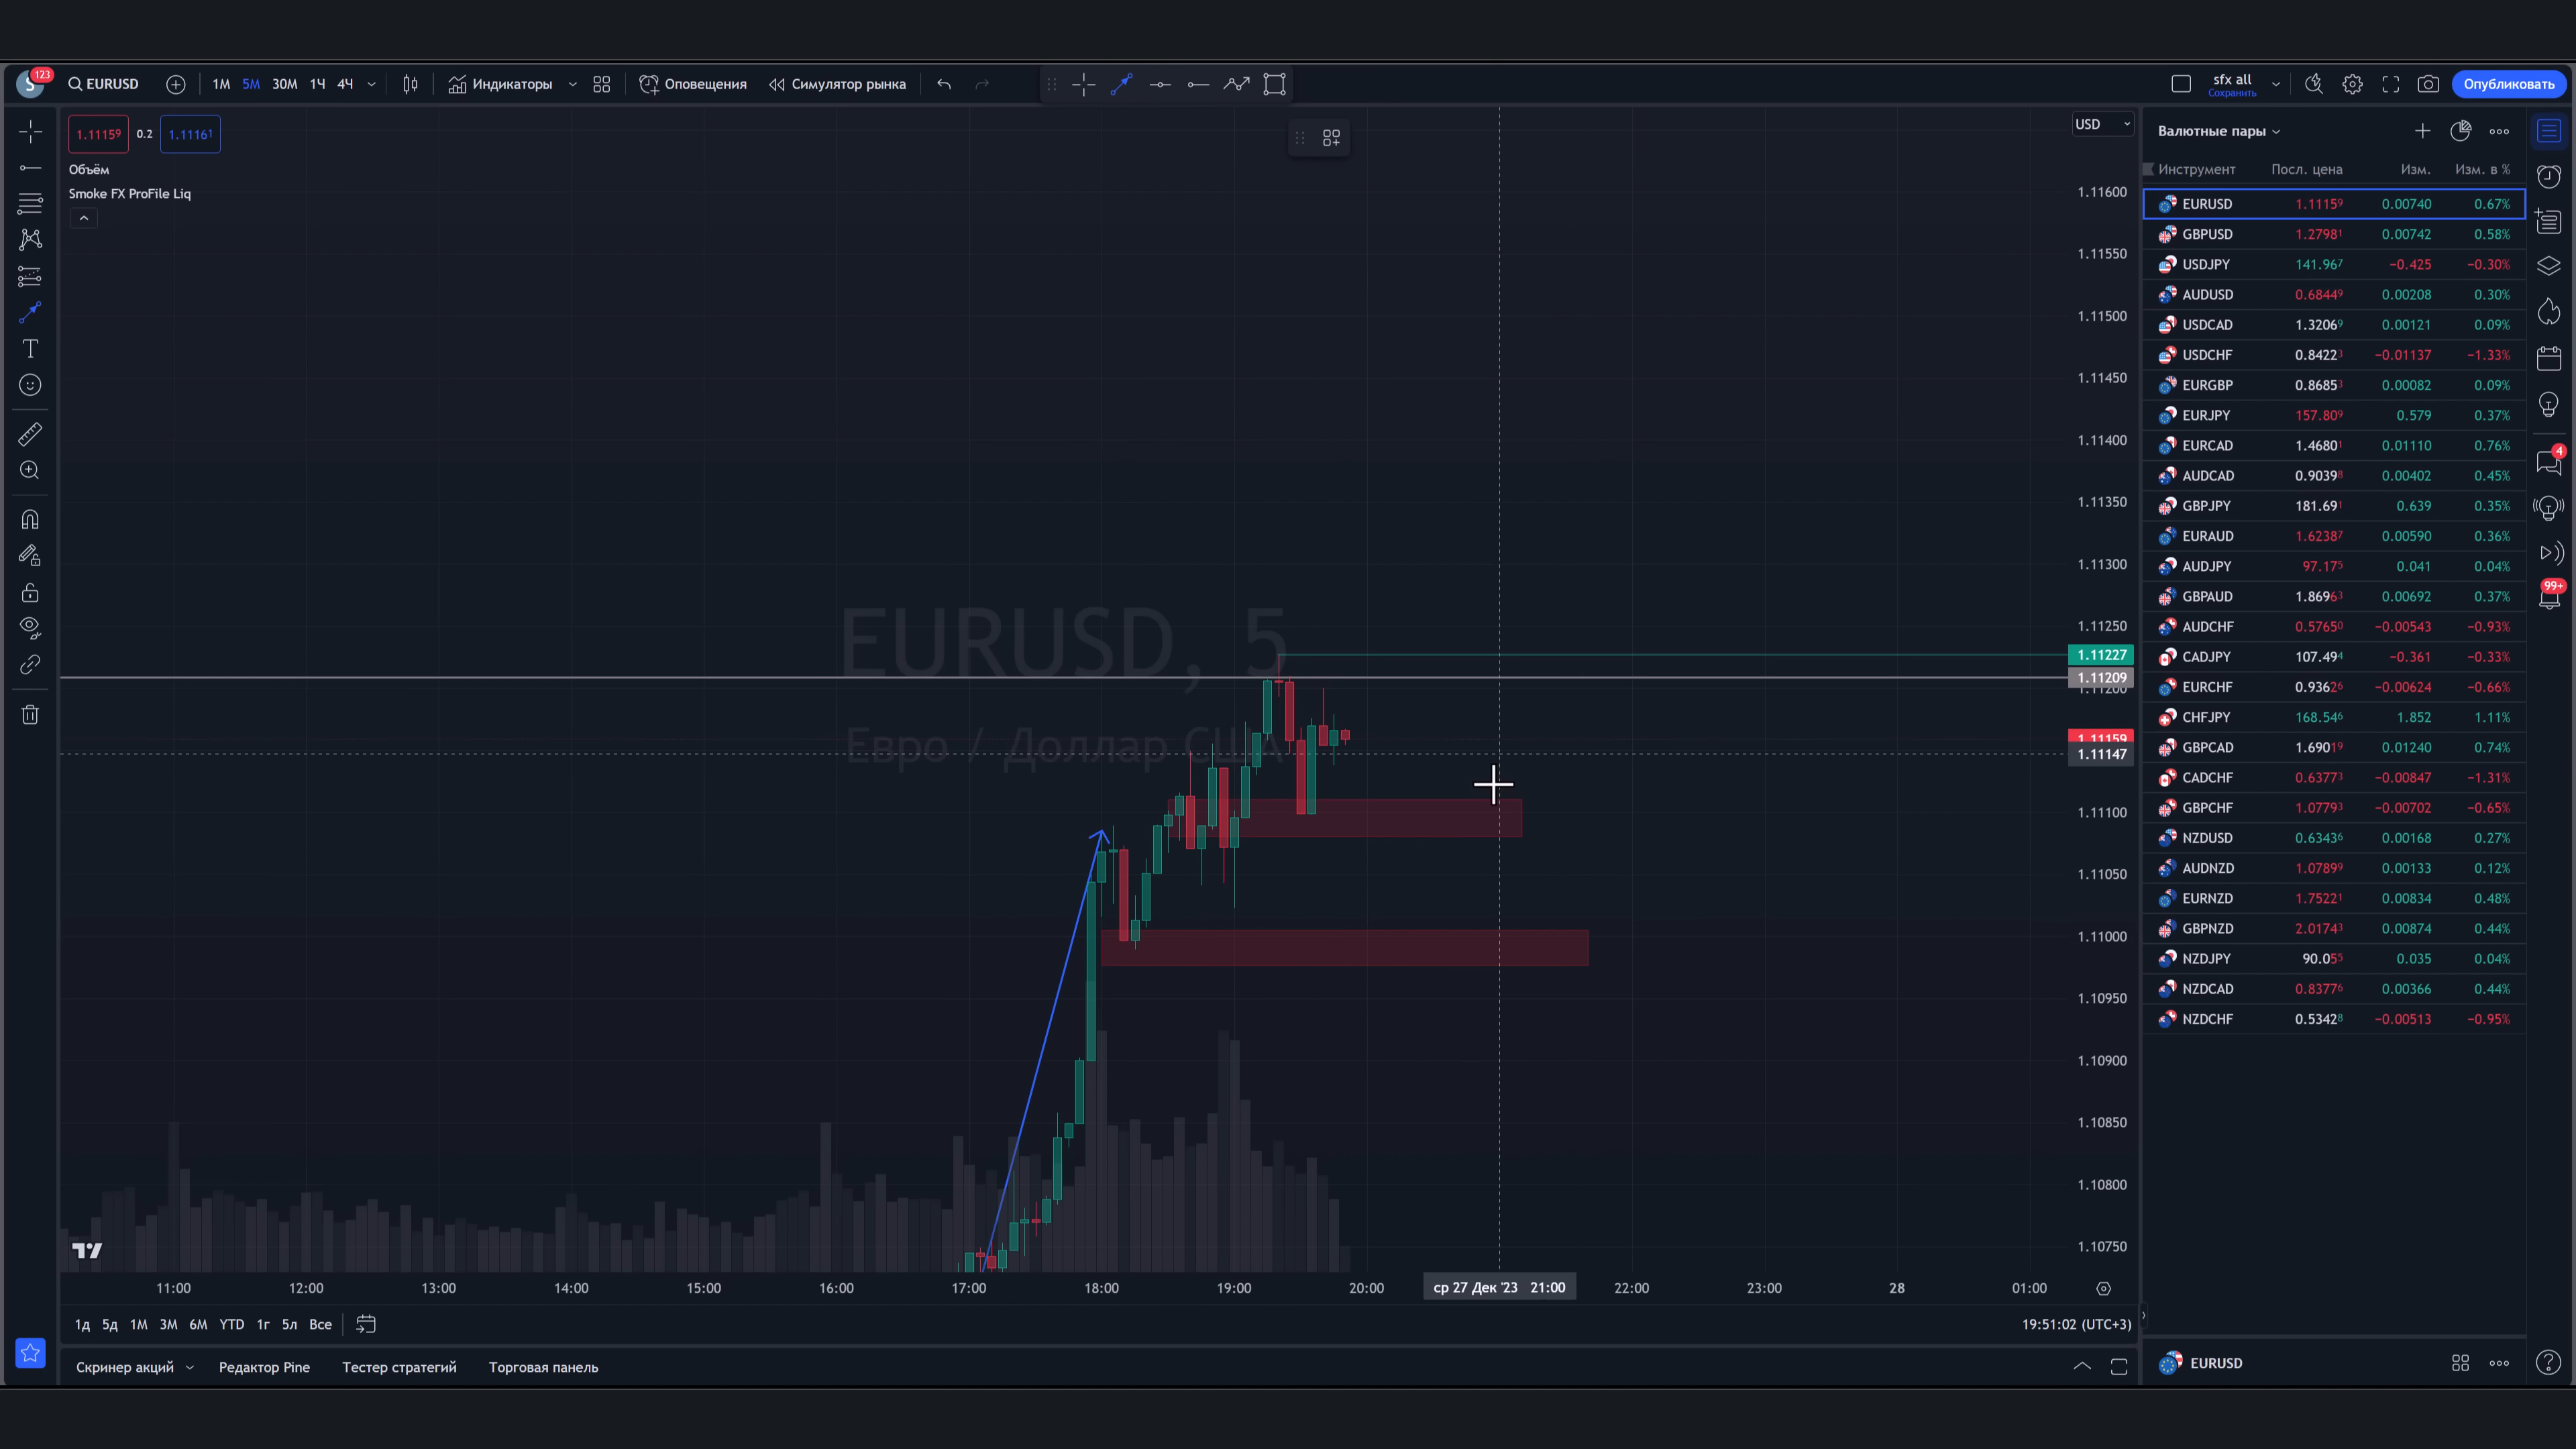 S 123 EURUSD 1М 5М 30М 1Ч 4Ч Индикаторы Оповещения Симулятор рынка sfx all Сохранить Опубликовать
1.11159 0.2 1.11161
Объём
Smoke FX ProFile Liq
USD
1.11600
1.11550
1.11500
1.11450
1.11400
1.11350
1.11300
1.11250
1.11227
1.11209
1.11200
1.11159
1.11147
1.11100
1.11050
1.11000
1.10950
1.10900
1.10850
1.10800
1.10750
EURUSD, 5
Евро / Доллар США
11:00 12:00 13:00 14:00 15:00 16:00 17:00 18:00 19:00 20:00 ср 27 Дек '23 21:00 22:00 23:00 28 01:00
1д 5д 1М 3М 6М YTD 1г 5л Все 19:51:02 (UTC+3)
Скринер акций Редактор Pine Тестер стратегий Торговая панель
Валютные пары
Инструмент Посл. цена Изм. Изм. в %
EURUSD 1.11159 0.00740 0.67%
GBPUSD 1.27981 0.00742 0.58%
USDJPY 141.967 −0.425 −0.30%
AUDUSD 0.68449 0.00208 0.30%
USDCAD 1.32069 0.00121 0.09%
USDCHF 0.84223 −0.01137 −1.33%
EURGBP 0.86853 0.00082 0.09%
EURJPY 157.809 0.579 0.37%
EURCAD 1.46801 0.01110 0.76%
AUDCAD 0.90398 0.00402 0.45%
GBPJPY 181.691 0.639 0.35%
EURAUD 1.62387 0.00590 0.36%
AUDJPY 97.175 0.041 0.04%
GBPAUD 1.86963 0.00692 0.37%
AUDCHF 0.57650 −0.00543 −0.93%
CADJPY 107.494 −0.361 −0.33%
EURCHF 0.93626 −0.00624 −0.66%
CHFJPY 168.546 1.852 1.11%
GBPCAD 1.69019 0.01240 0.74%
CADCHF 0.63773 −0.00847 −1.31%
GBPCHF 1.07793 −0.00702 −0.65%
NZDUSD 0.63436 0.00168 0.27%
AUDNZD 1.07899 0.00133 0.12%
EURNZD 1.75221 0.00834 0.48%
GBPNZD 2.01743 0.00874 0.44%
NZDJPY 90.055 0.035 0.04%
NZDCAD 0.83776 0.00366 0.44%
NZDCHF 0.53428 −0.00513 −0.95%
EURUSD
4
99+